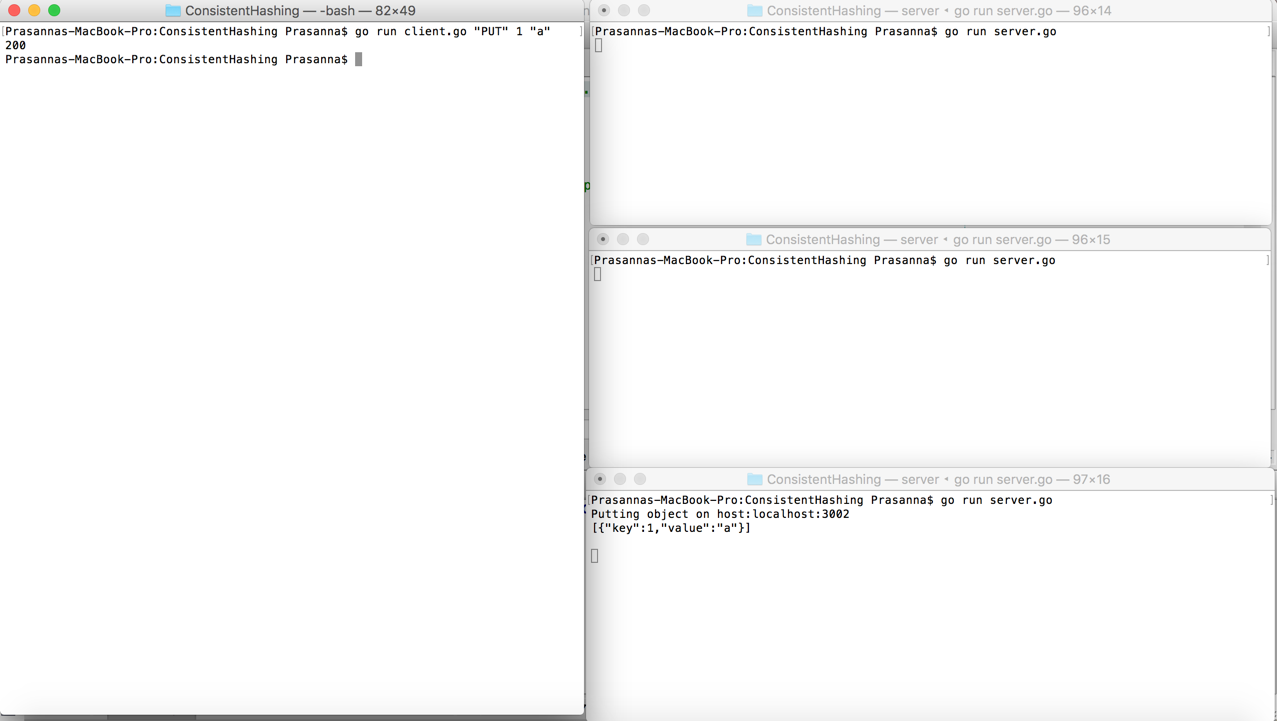 ConsistentHashing — -bash — 82×49
[Prasannas-MacBook-Pro:ConsistentHashing Prasanna$ go run client.go "PUT" 1 "a" ]
200
Prasannas-MacBook-Pro:ConsistentHashing Prasanna$
ConsistentHashing — server ◂ go run server.go — 96×14
[Prasannas-MacBook-Pro:ConsistentHashing Prasanna$ go run server.go ]
ConsistentHashing — server ◂ go run server.go — 96×15
[Prasannas-MacBook-Pro:ConsistentHashing Prasanna$ go run server.go ]
ConsistentHashing — server ◂ go run server.go — 97×16
[Prasannas-MacBook-Pro:ConsistentHashing Prasanna$ go run server.go ]
Putting object on host:localhost:3002
[{"key":1,"value":"a"}]